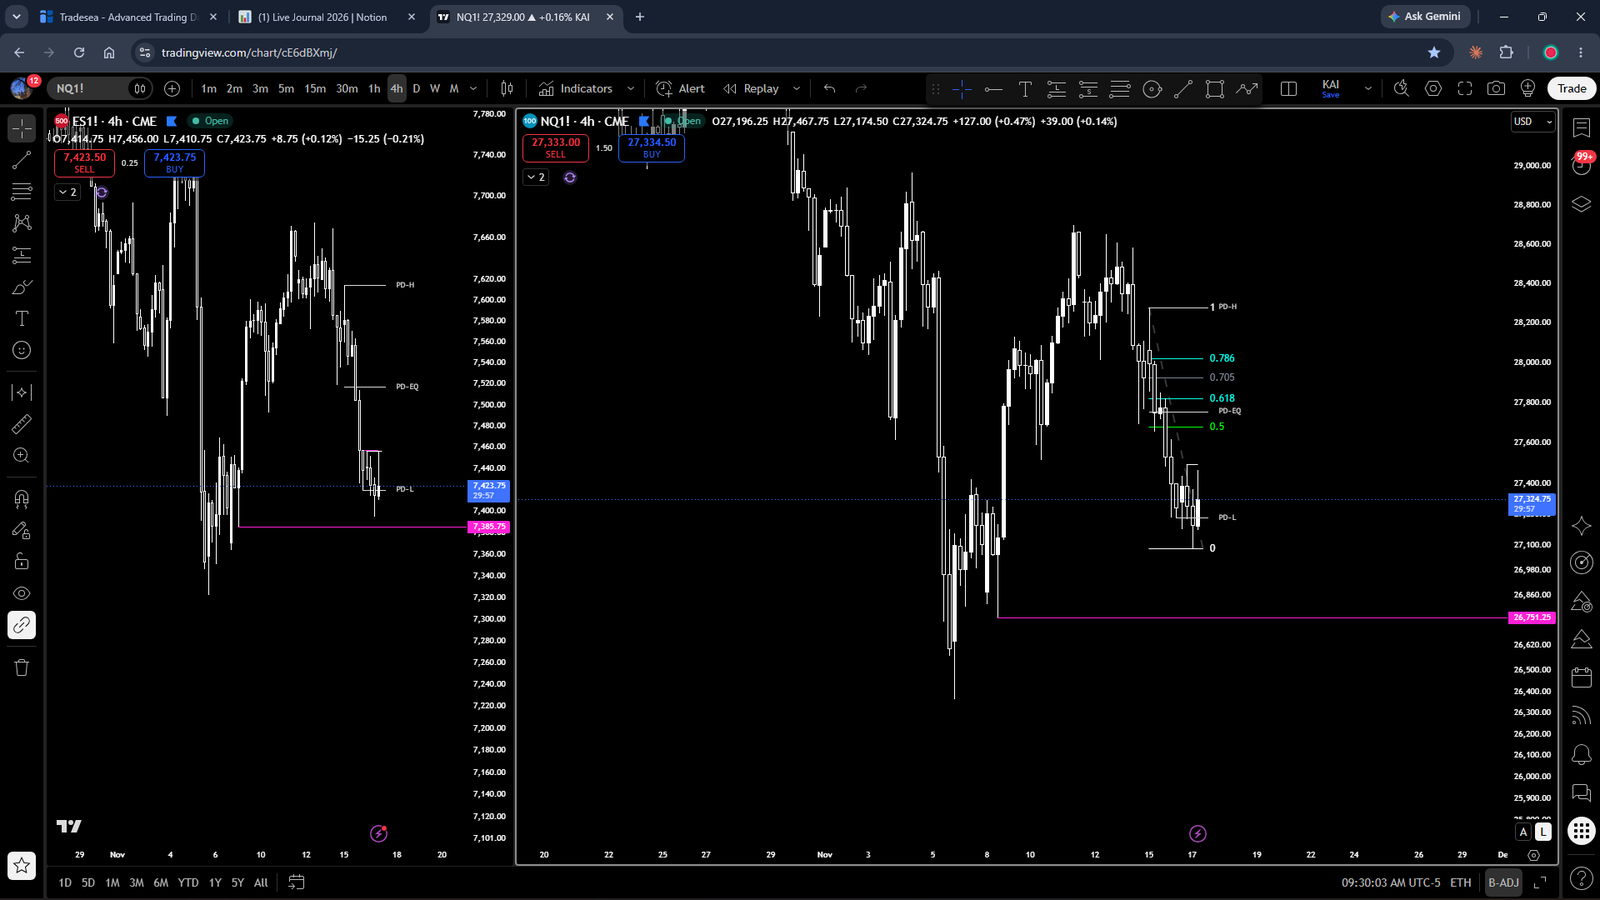 Tradesea - Advanced Trading D
(1) Live Journal 2026 | Notion
NQ1! 27,329.00 ▲ +0.16% KAI
Ask Gemini
tradingview.com/chart/cE6dBXmj/
12
NQ1!
1m 2m 3m 5m 15m 30m 1h 4h D W M
Indicators
Alert
Replay
KAI
Save
Trade
500 ES1! · 4h · CME Open
O7,414.75 H7,456.00 L7,410.75 C7,423.75 +8.75 (+0.12%) −15.25 (−0.21%)
7,423.50
SELL
0.25
7,423.75
BUY
2
PD-H
PD-EQ
PD-L
7,780.00
7,740.00
7,700.00
7,660.00
7,620.00
7,600.00
7,580.00
7,560.00
7,540.00
7,520.00
7,500.00
7,480.00
7,460.00
7,440.00
7,423.75
29:57
7,400.00
7,385.75
7,360.00
7,340.00
7,320.00
7,300.00
7,280.00
7,260.00
7,240.00
7,220.00
7,200.00
7,180.00
7,160.00
7,140.00
7,120.00
7,101.00
29 Nov 4 6 10 12 15 18 20
100 NQ1! · 4h · CME Open O27,196.25 H27,467.75 L27,174.50 C27,324.75 +127.00 (+0.47%) +39.00 (+0.14%)
27,333.00
SELL
1.50
27,334.50
BUY
2
1 PD-H
0.786
0.705
0.618
PD-EQ
0.5
PD-L
0
USD
29,000.00
28,800.00
28,600.00
28,400.00
28,200.00
28,000.00
27,800.00
27,600.00
27,400.00
27,324.75
29:57
27,100.00
26,980.00
26,860.00
26,751.25
26,620.00
26,500.00
26,400.00
26,300.00
26,200.00
26,100.00
26,000.00
25,900.00
A L
20 22 25 27 29 Nov 3 5 8 10 12 15 17 19 22 24 26 29 De
99+
1D 5D 1M 3M 6M YTD 1Y 5Y All
09:30:03 AM UTC-5 ETH B-ADJ